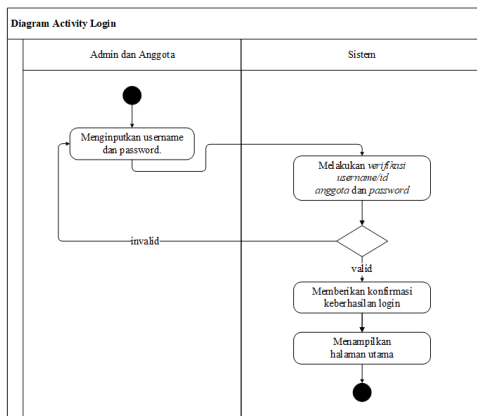 Diagram Activity Login
Admin dan Anggota
Sistem
Menginputkan username
dan password.
Melakukan verifikasi
username/id
anggota dan password
invalid
valid
Memberikan konfirmasi
keberhasilan login
Menampilkan
halaman utama